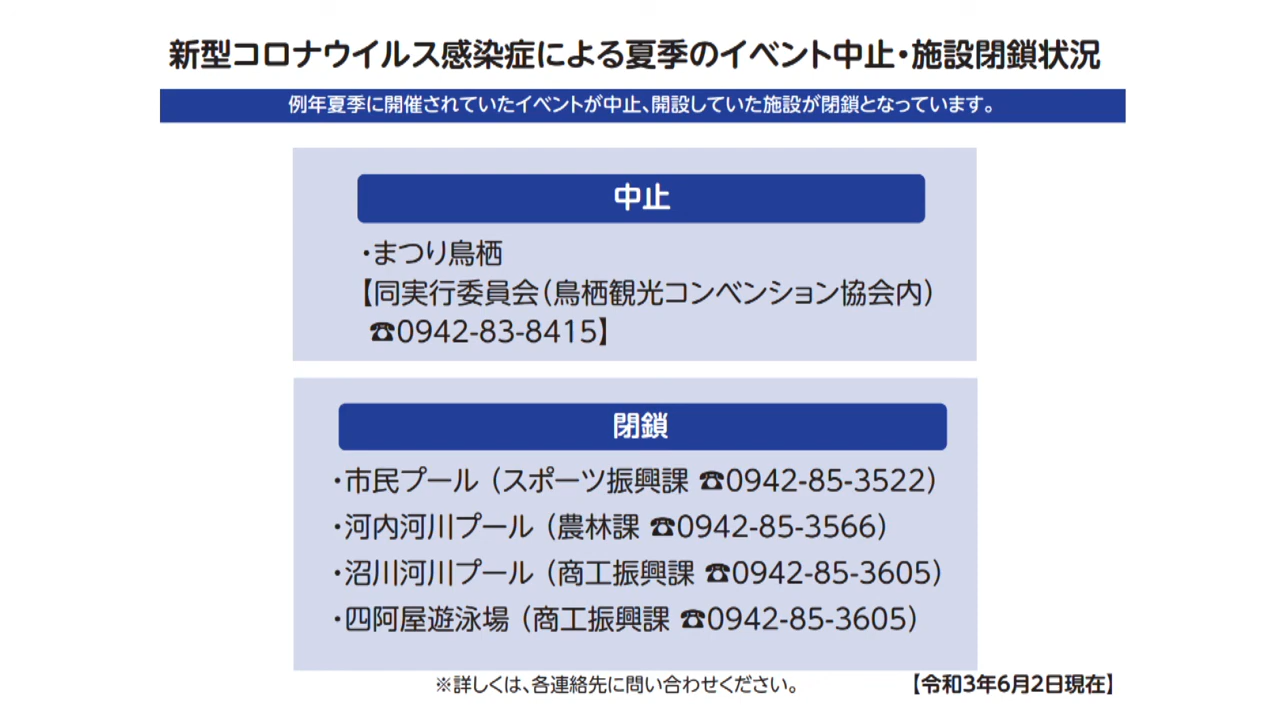 新型コロナウイルス感染症による夏季のイベント中止・施設閉鎖状況
例年夏季に開催されていたイベントが中止、開設していた施設が閉鎖となっています。
中止
・まつり鳥栖
【同実行委員会(鳥栖観光コンベンション協会内)
☎0942-83-8415】
閉鎖
・市民プール(スポーツ振興課 ☎0942-85-3522)
・河内河川プール(農林課 ☎0942-85-3566)
・沼川河川プール(商工振興課 ☎0942-85-3605)
・四阿屋遊泳場(商工振興課 ☎0942-85-3605)
※詳しくは、各連絡先に問い合わせください。
【令和3年6月2日現在】